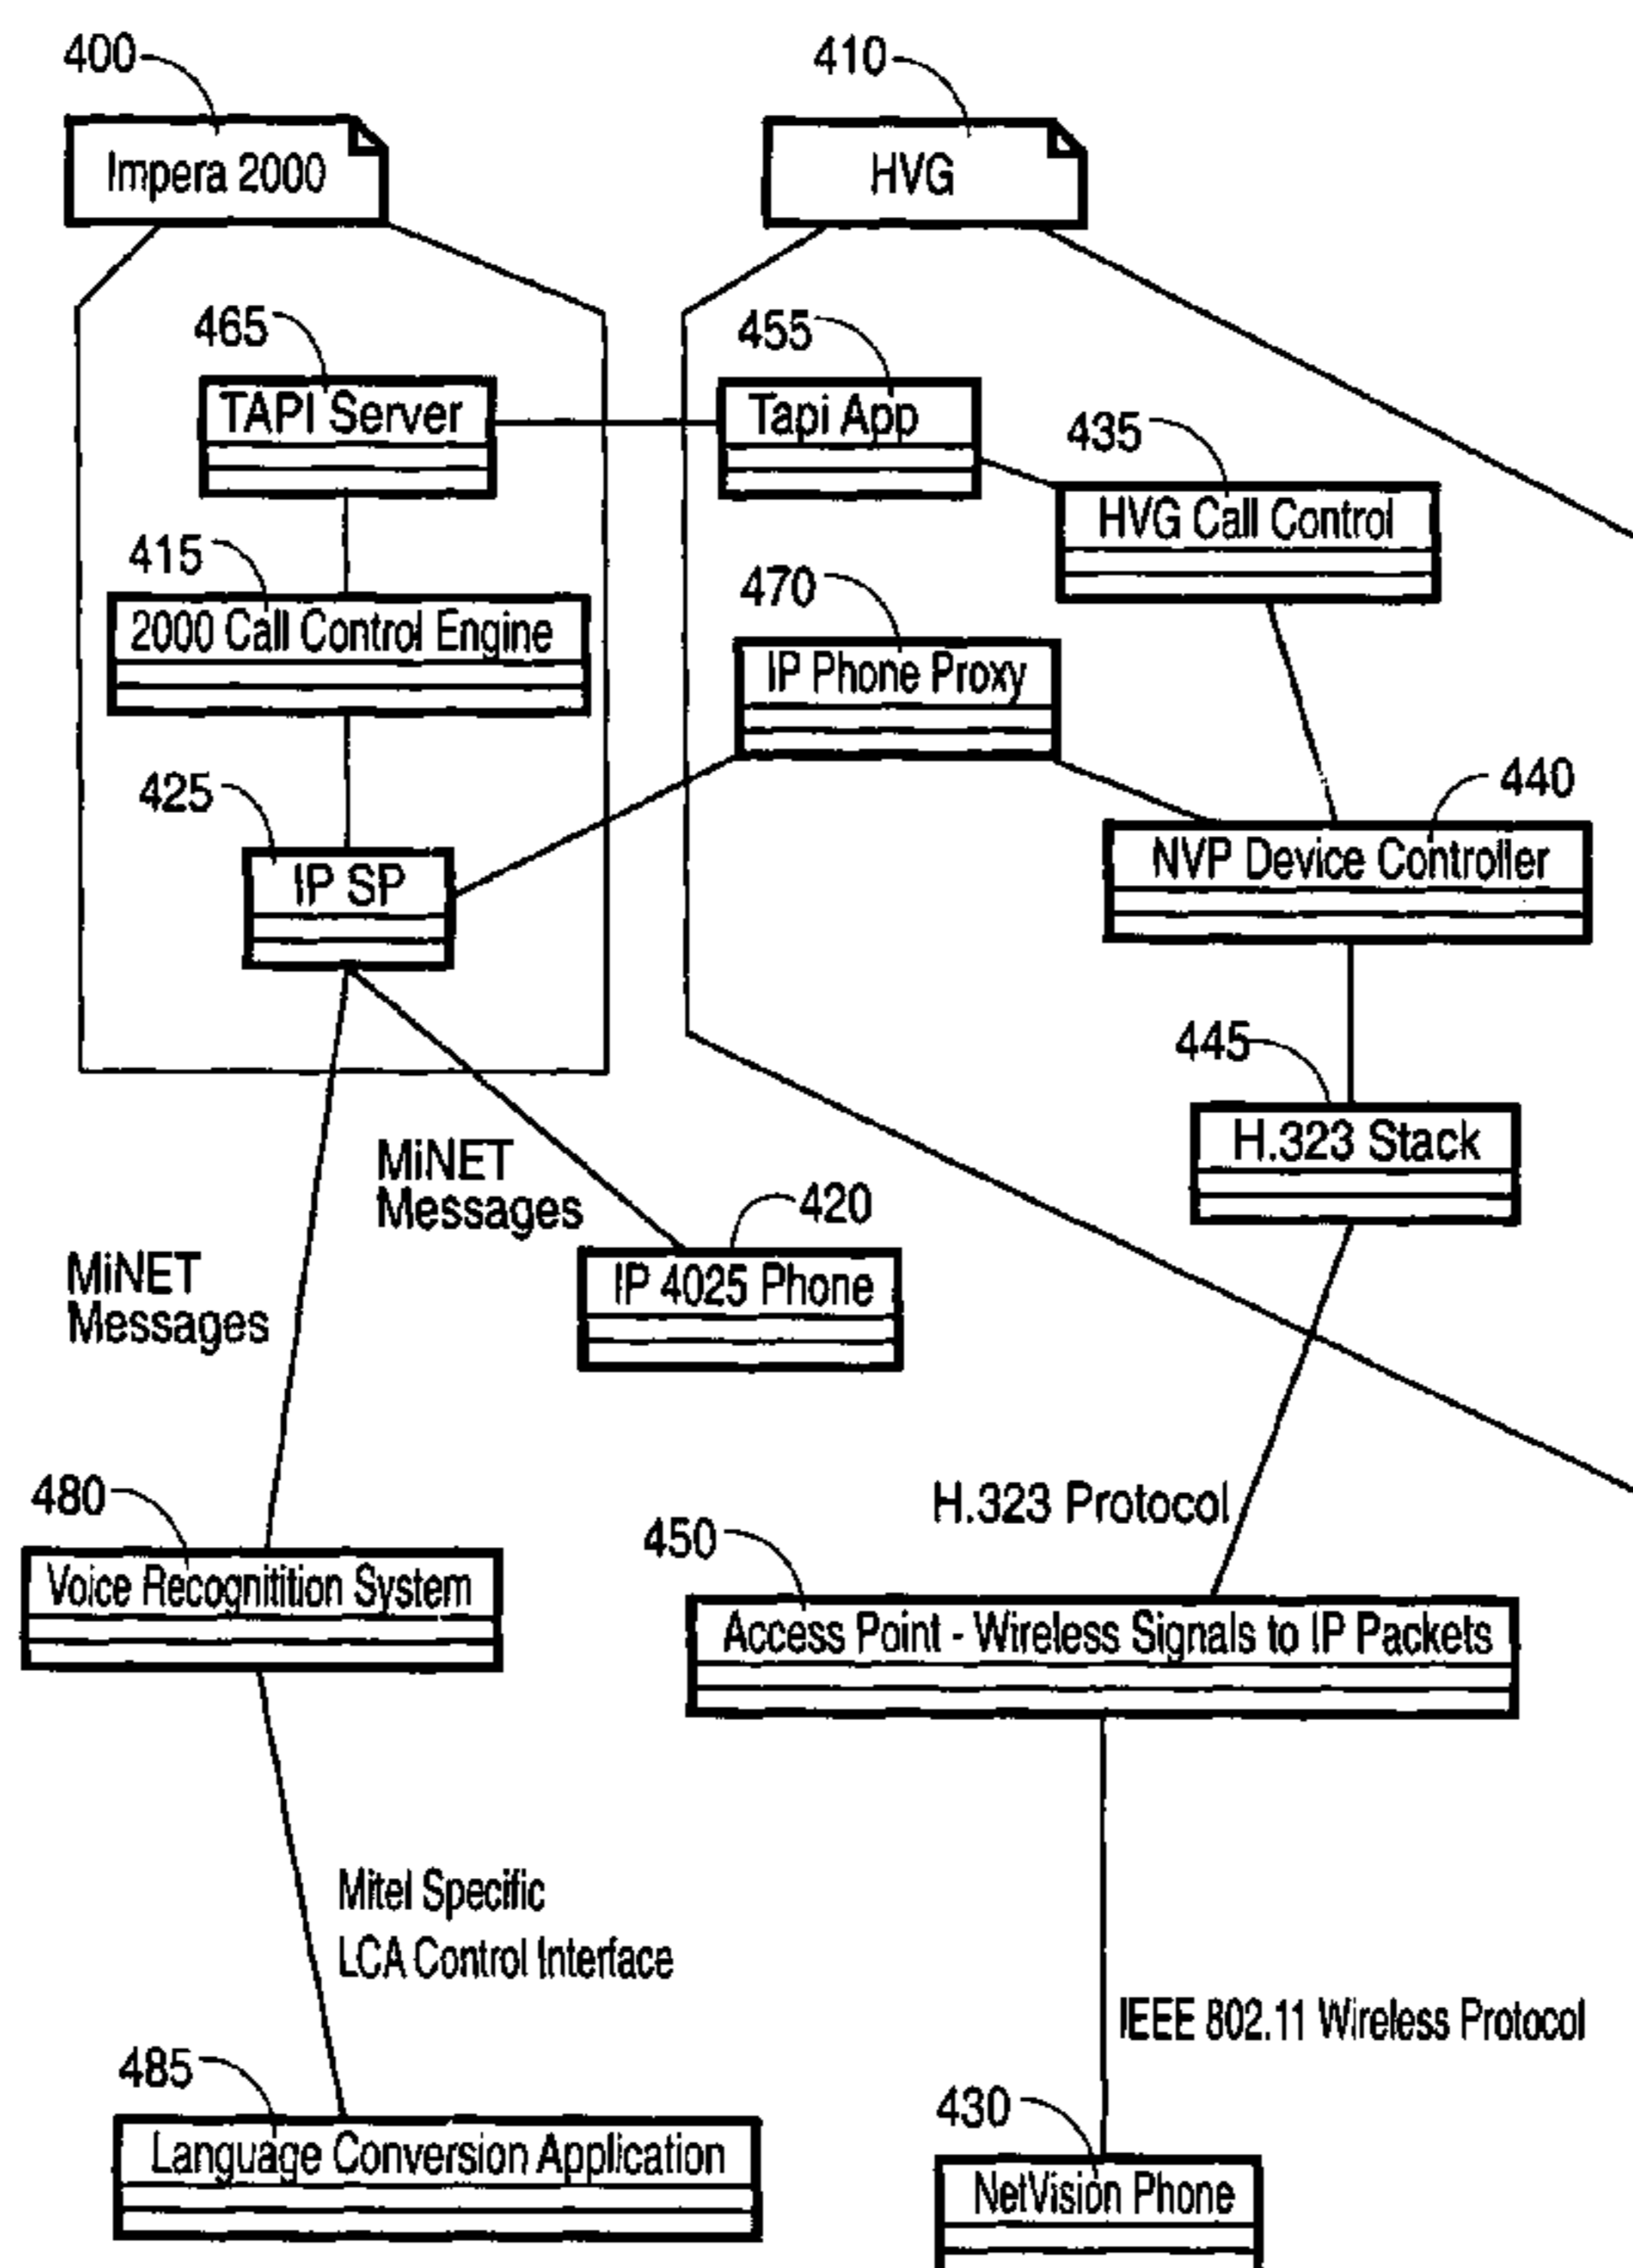 400
410
Impera 2000
HVG
465
455
TAPI Server
Tapi App
435
HVG Call Control
415
470
2000 Call Control Engine
IP Phone Proxy
425
440
IP SP
NVP Device Controller
445
H.323 Stack
MiNET
Messages
420
MiNET
Messages
IP 4025 Phone
480
H.323 Protocol
450
Voice Recognitition System
Access Point - Wireless Signals to IP Packets
Mitel Specific
LCA Control Interface
IEEE 802.11 Wireless Protocol
485
430
Language Conversion Application
NetVision Phone